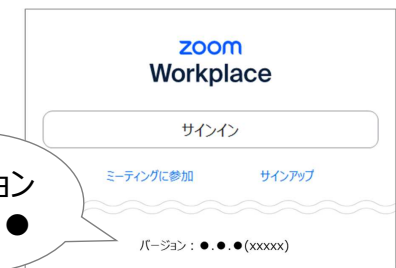 zoom
Workplace
サインイン
ミーティングに参加 サインアップ
ョン
●
バージョン：●.●.●(xxxxx)